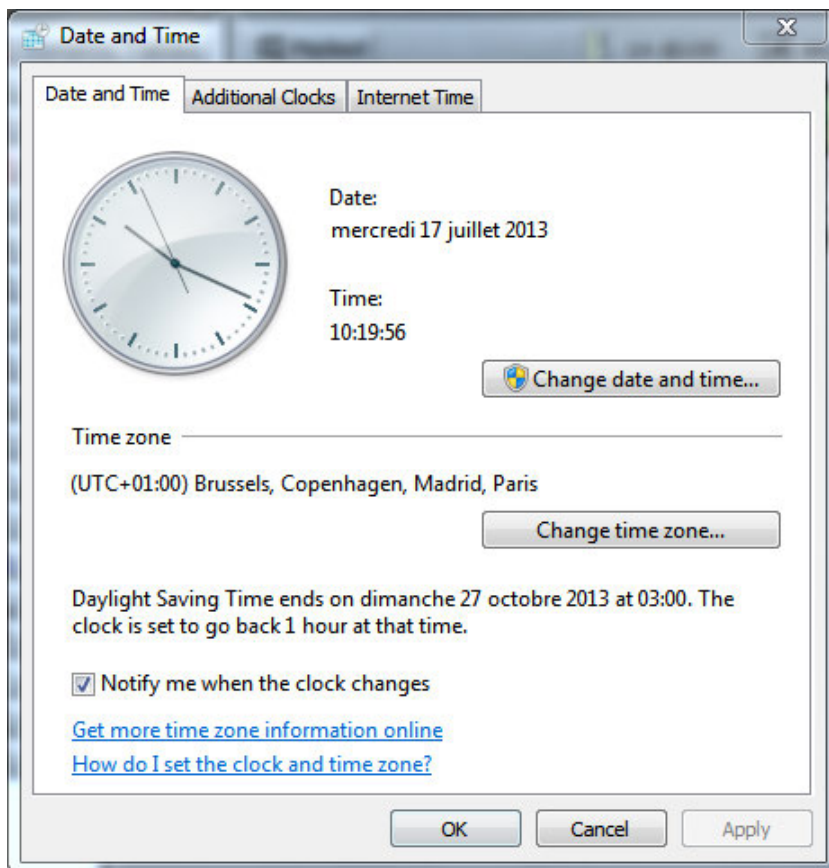 Date and Time
Date and Time
Additional Clocks
Internet Time
Date:
mercredi 17 juillet 2013
Time:
10:19:56
Change date and time...
Time zone
(UTC+01:00) Brussels, Copenhagen, Madrid, Paris
Change time zone...
Daylight Saving Time ends on dimanche 27 octobre 2013 at 03:00. The
clock is set to go back 1 hour at that time.
Notify me when the clock changes
Get more time zone information online
How do I set the clock and time zone?
OK
Cancel
Apply